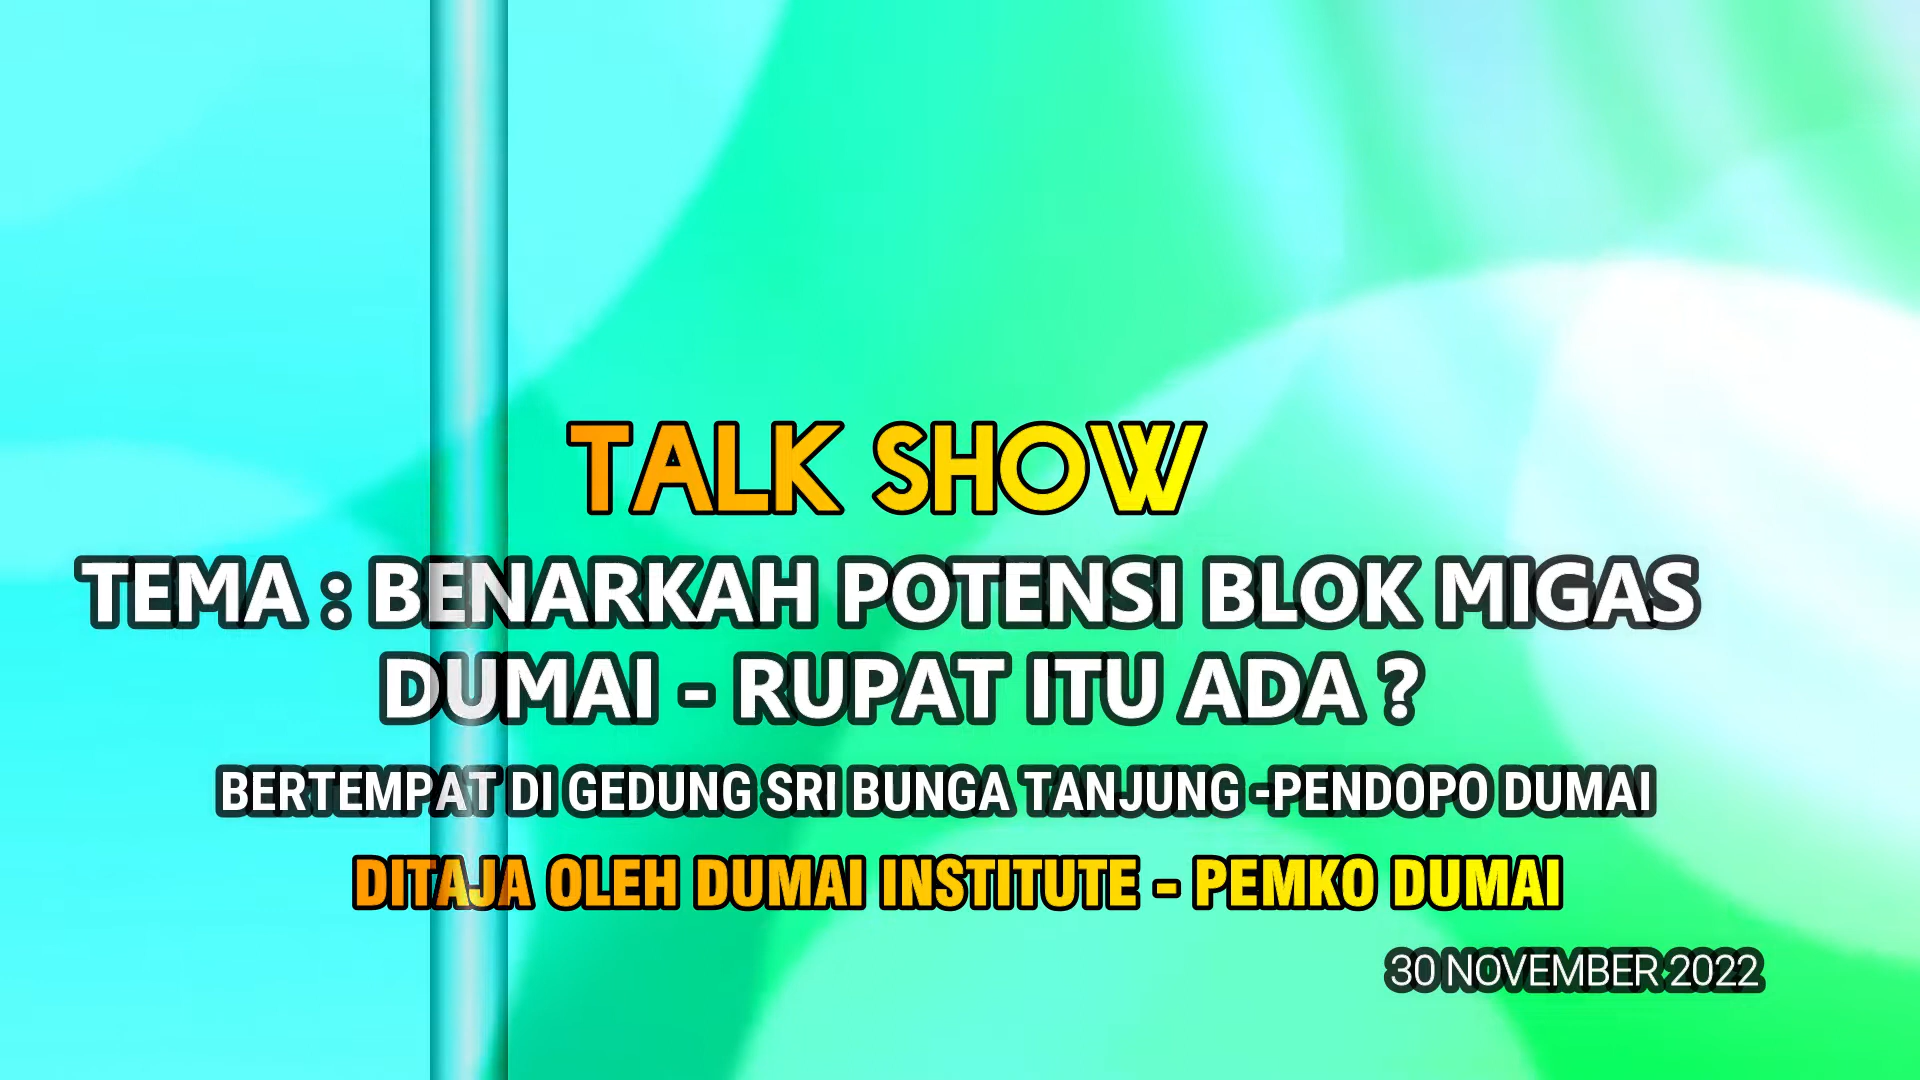 TALK SHOW
TEMA : BENARKAH POTENSI BLOK MIGAS
DUMAI - RUPAT ITU ADA ?
BERTEMPAT DI GEDUNG SRI BUNGA TANJUNG -PENDOPO DUMAI
DITAJA OLEH DUMAI INSTITUTE - PEMKO DUMAI
30 NOVEMBER 2022